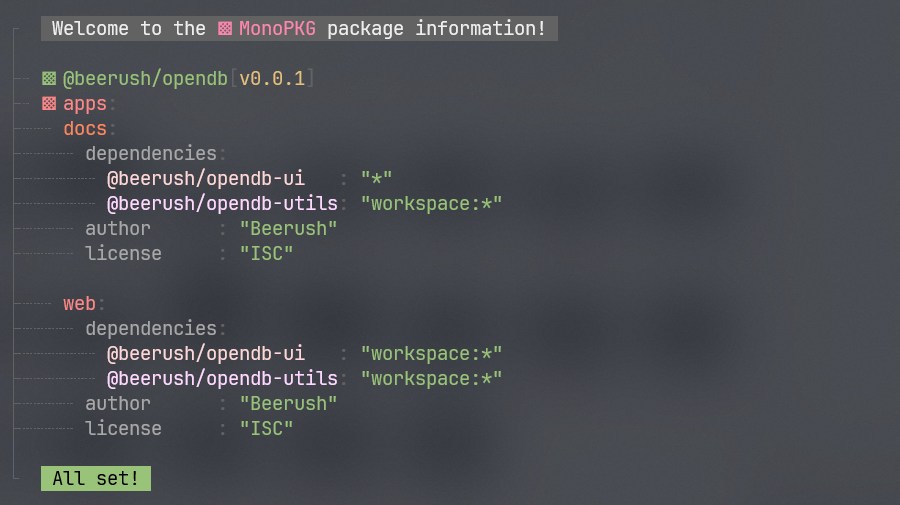 Welcome to the MonoPKG package information!
@beerush/opendb[v0.0.1]
apps:
docs:
dependencies:
@beerush/opendb-ui : "*"
@beerush/opendb-utils: "workspace:*"
author : "Beerush"
license : "ISC"
web:
dependencies:
@beerush/opendb-ui : "workspace:*"
@beerush/opendb-utils: "workspace:*"
author : "Beerush"
license : "ISC"
All set!